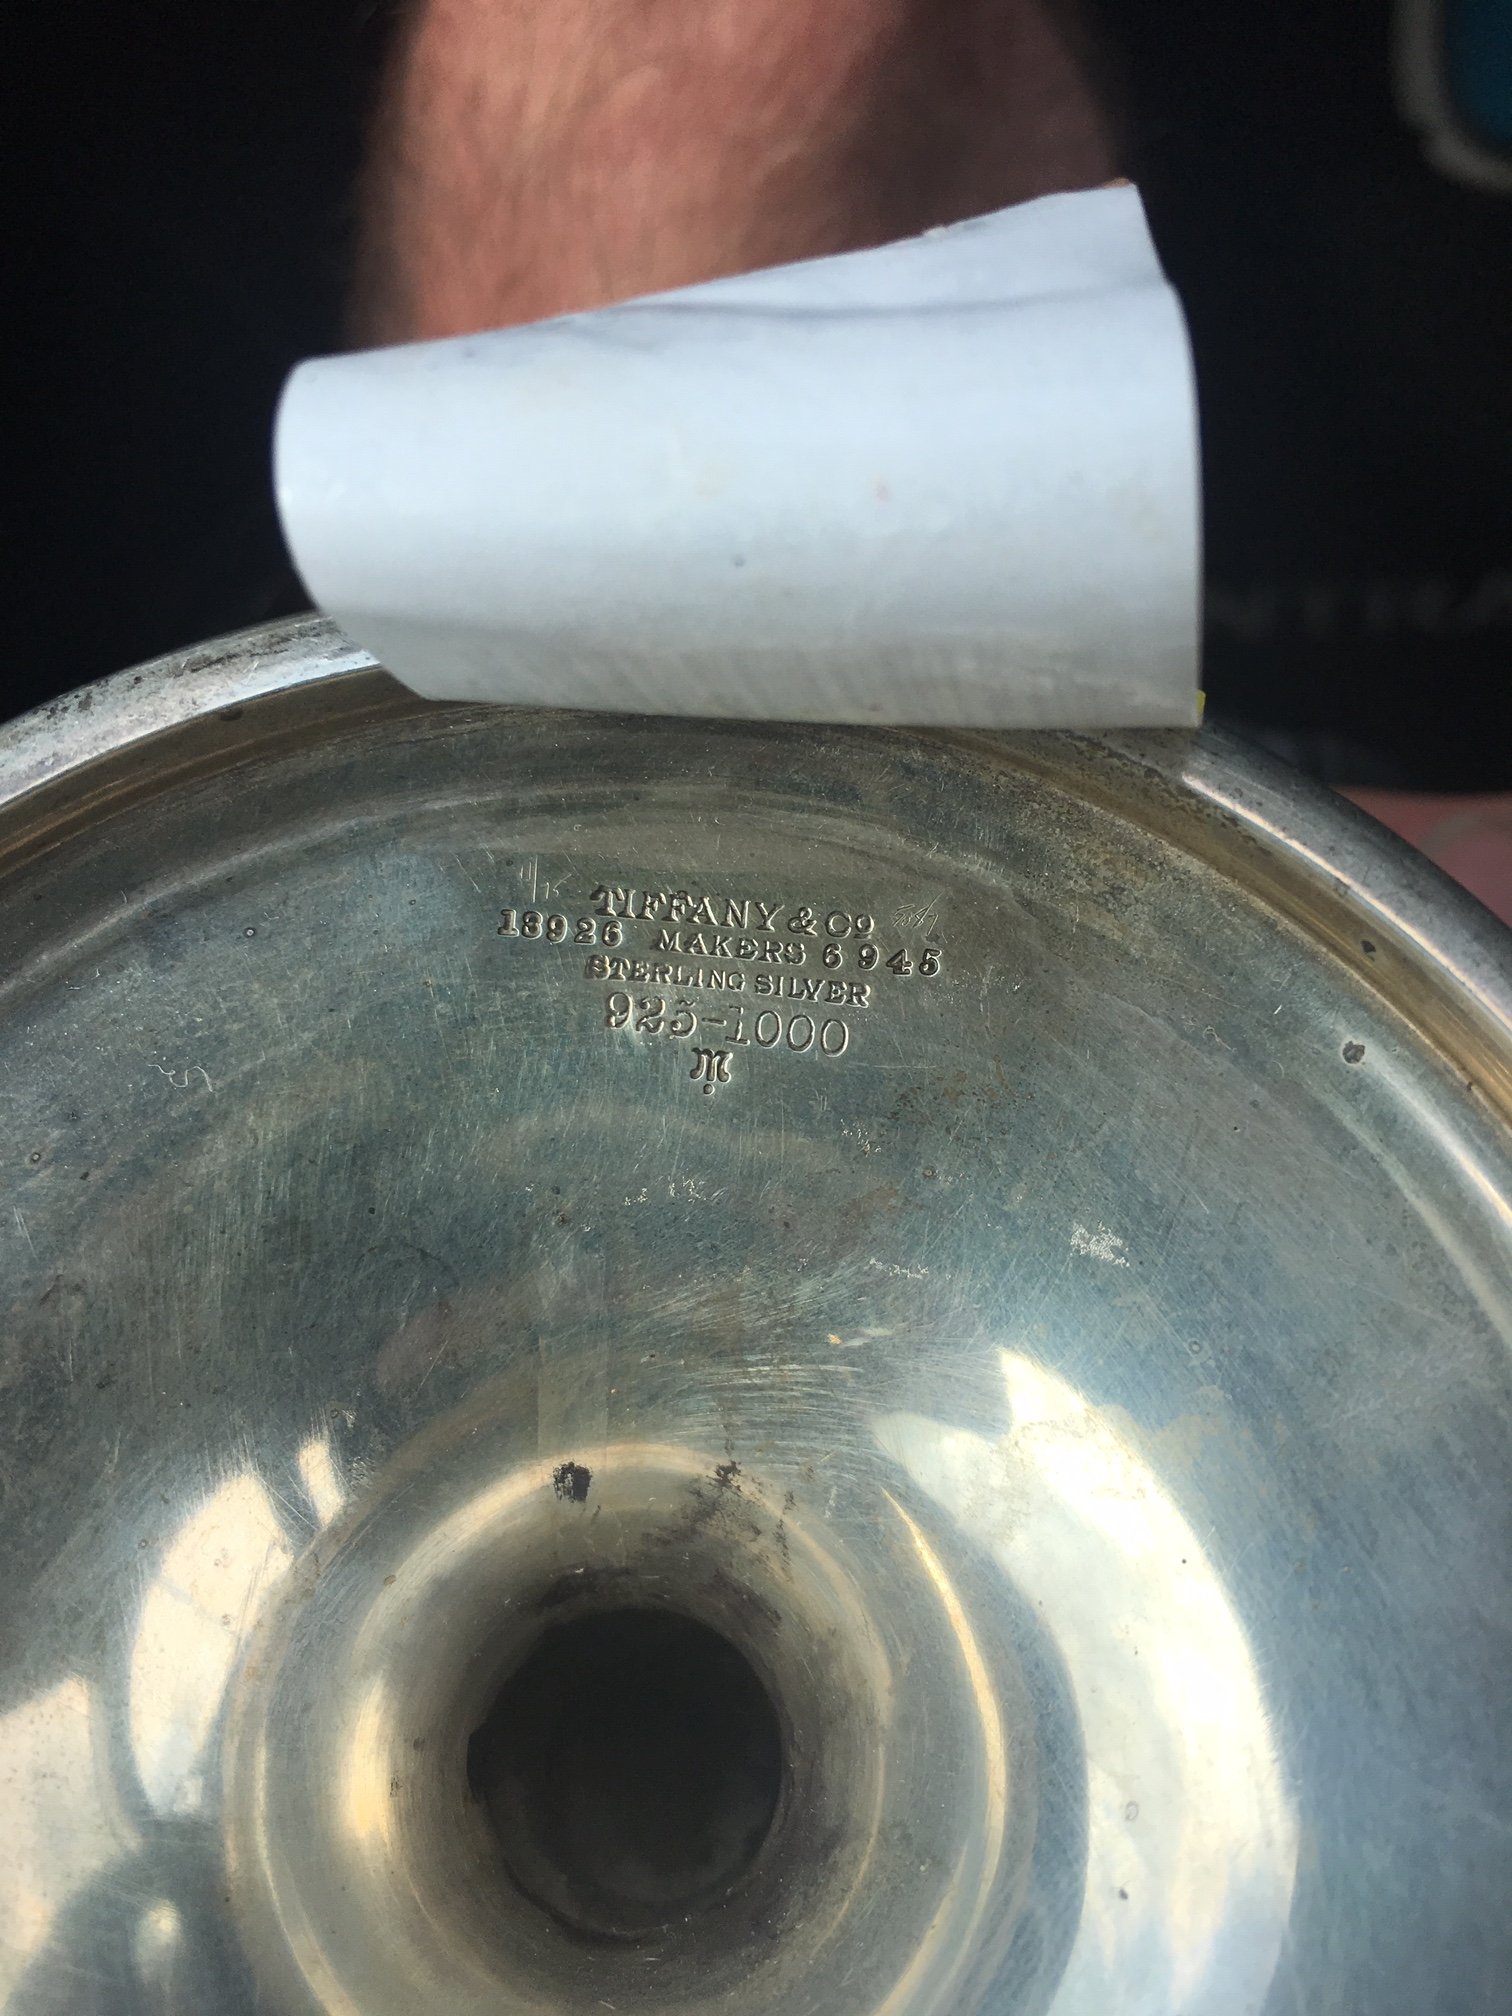 TIFFANY & Co
18926 MAKERS 6945
STERLING SILVER
925-1000
m